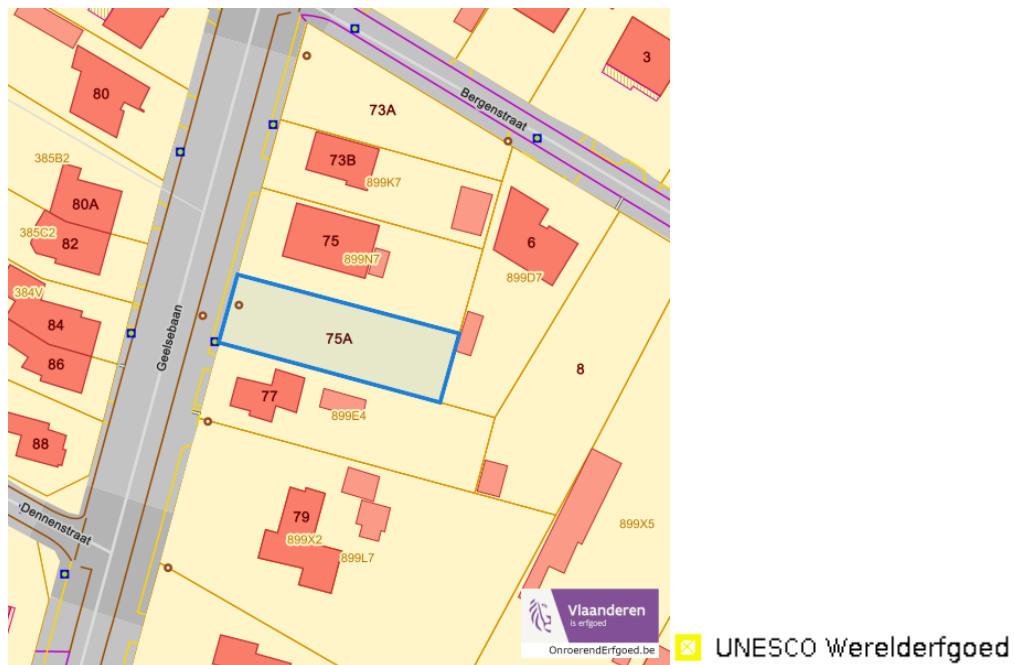 3
80
Bergenstraat
73A
385B2
73B
899K7
80A
385C2
82
75
899N7
6
899D7
384V
84
Geelsebaan
75A
86
8
77
899E4
88
Dennenstraat
79
899X2
899L7
899X5
Vlaanderen
is erfgoed
OnroerendErfgoed.be
UNESCO Werelderfgoed